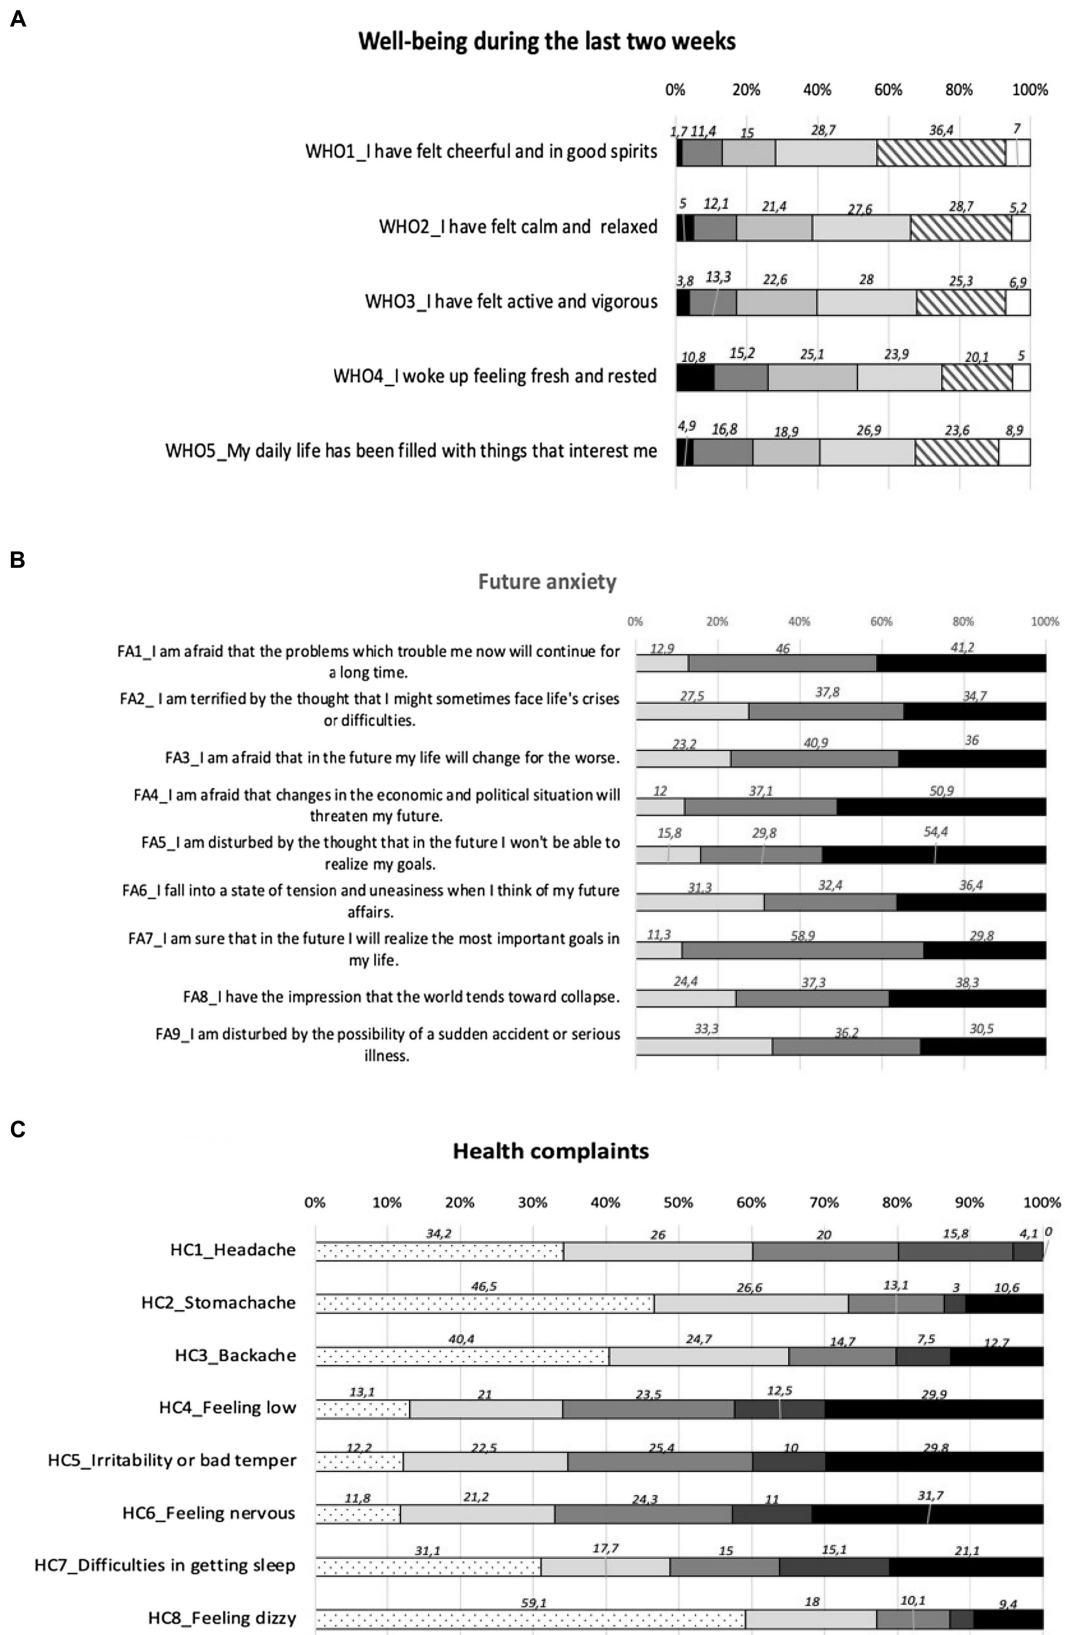 A
Well-being during the last two weeks
0% 20% 40% 60% 80% 100%
1,7 11,4 15 28,7 36,4 7
WHO1_I have felt cheerful and in good spirits
5 12,1 21,4 27,6 28,7 5,2
WHO2_I have felt calm and relaxed
3,8 13,3 22,6 28 25,3 6,9
WHO3_I have felt active and vigorous
10,8 15,2 25,1 23,9 20,1 5
WHO4_I woke up feeling fresh and rested
4,9 16,8 18,9 26,9 23,6 8,9
WHO5_My daily life has been filled with things that interest me
B
Future anxiety
0% 20% 40% 60% 80% 100%
FA1_I am afraid that the problems which trouble me now will continue for
a long time.
12,9 46 41,2
FA2_ I am terrified by the thought that I might sometimes face life's crises
or difficulties.
27,5 37,8 34,7
FA3_I am afraid that in the future my life will change for the worse.
23,2 40,9 36
FA4_I am afraid that changes in the economic and political situation will
threaten my future.
12 37,1 50,9
FA5_I am disturbed by the thought that in the future I won't be able to
realize my goals.
15,8 29,8 54,4
FA6_I fall into a state of tension and uneasiness when I think of my future
affairs.
31,3 32,4 36,4
FA7_I am sure that in the future I will realize the most important goals in
my life.
11,3 58,9 29,8
FA8_I have the impression that the world tends toward collapse.
24,4 37,3 38,3
FA9_I am disturbed by the possibility of a sudden accident or serious
illness.
33,3 36,2 30,5
C
Health complaints
0% 10% 20% 30% 40% 50% 60% 70% 80% 90% 100%
34,2 26 20 15,8 4,1 0
HC1_Headache
46,5 26,6 13,1 3 10,6
HC2_Stomachache
40,4 24,7 14,7 7,5 12,7
HC3_Backache
13,1 21 23,5 12,5 29,9
HC4_Feeling low
12,2 22,5 25,4 10 29,8
HC5_Irritability or bad temper
11,8 21,2 24,3 11 31,7
HC6_Feeling nervous
31,1 17,7 15 15,1 21,1
HC7_Difficulties in getting sleep
59,1 18 10,1 9,4
HC8_Feeling dizzy